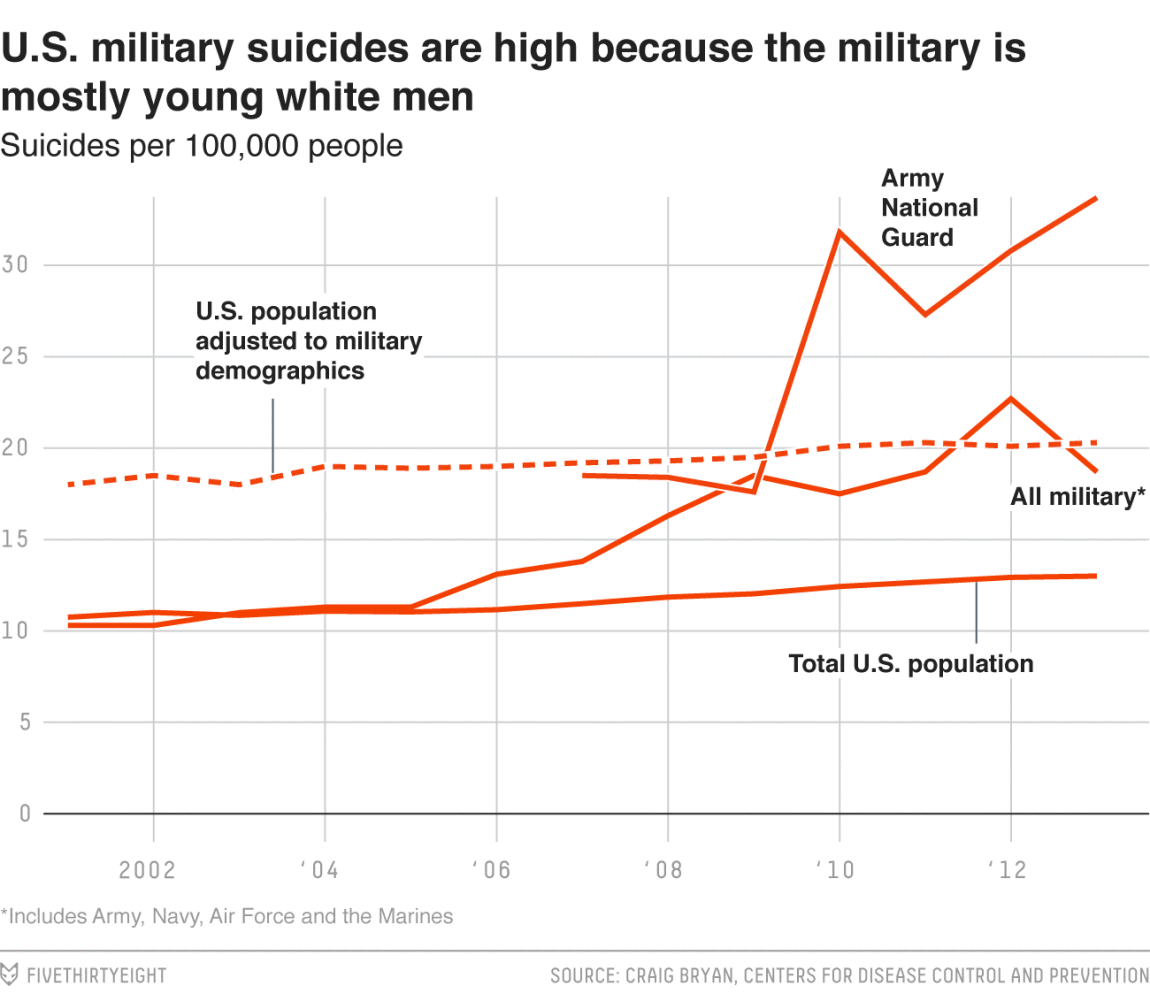 U.S. military suicides are high because the military is
mostly young white men
Suicides per 100,000 people
Army
National
Guard
30
U.S. population
adjusted to military
demographics
25
20
All military*
15
10
Total U.S. population
5
0
2002
'04
'06
'08
'10
'12
*Includes Army, Navy, Air Force and the Marines
FIVETHIRTYEIGHT
SOURCE: CRAIG BRYAN, CENTERS FOR DISEASE CONTROL AND PREVENTION